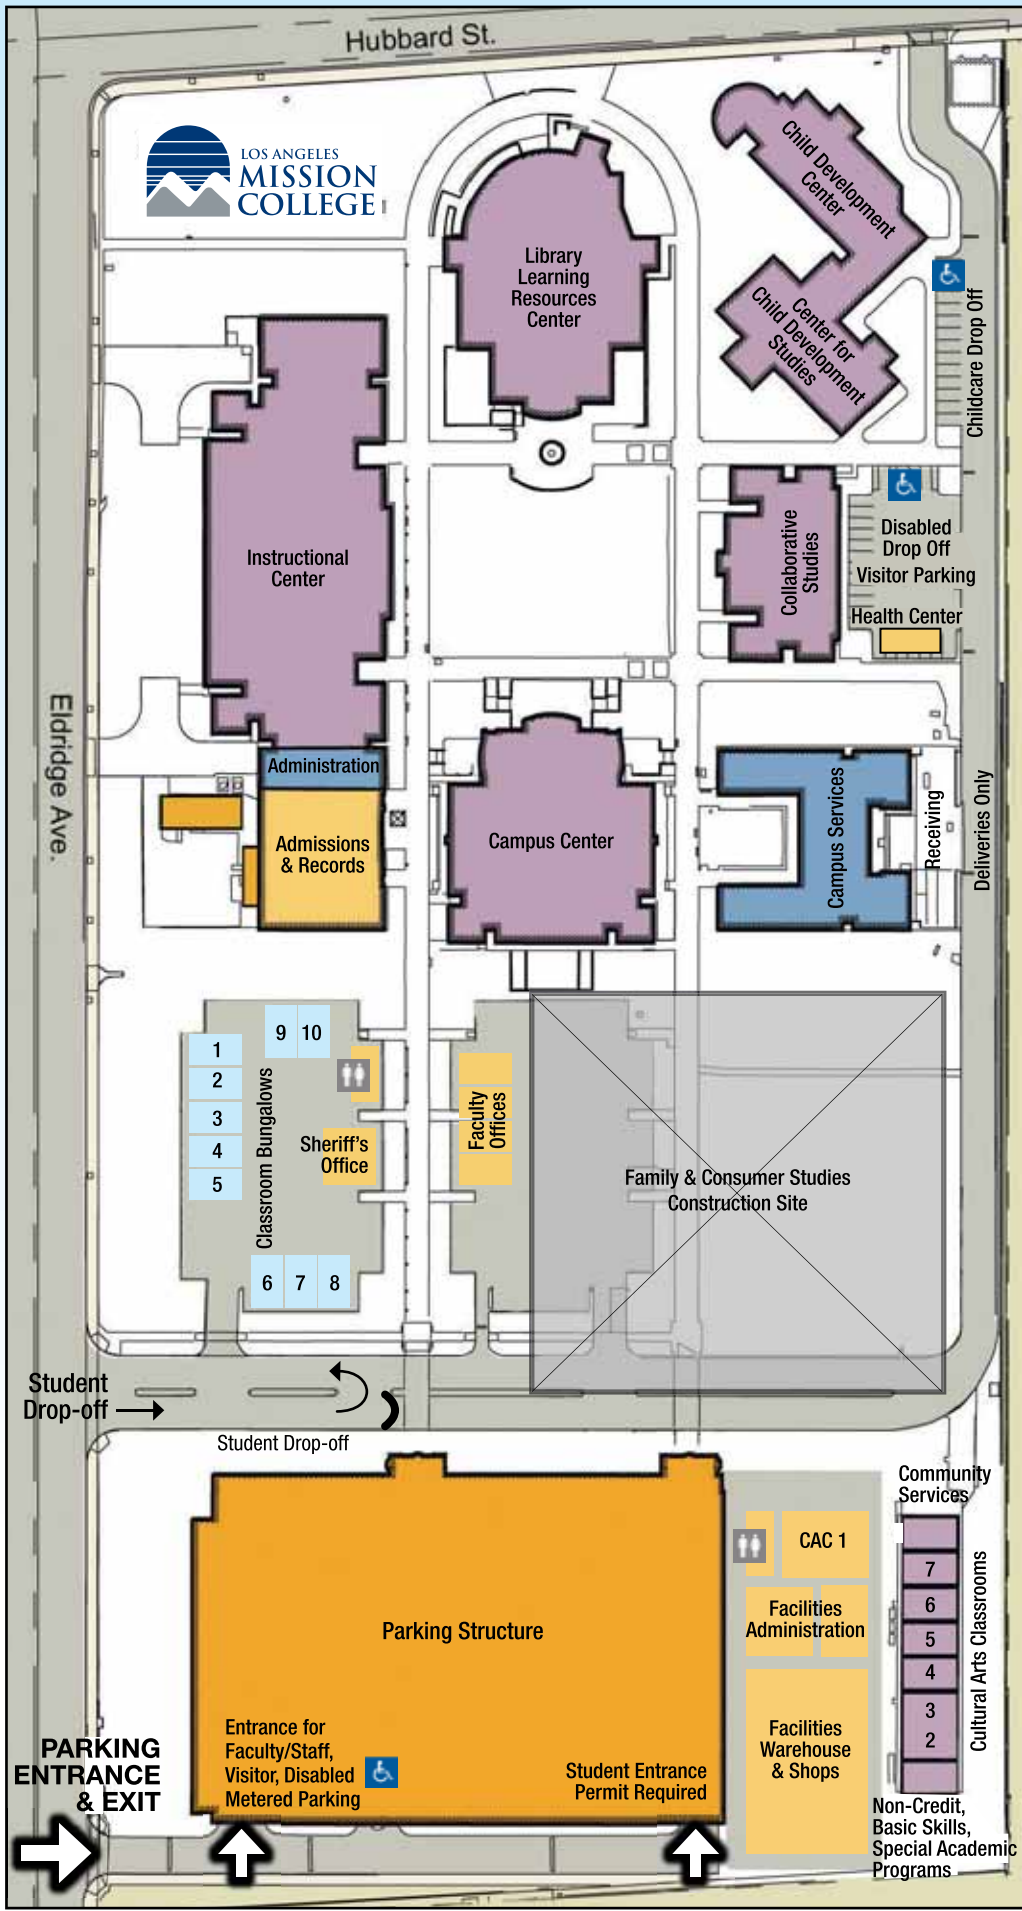 Hubbard St.
LOS ANGELES
MISSION
COLLEGE
Child Development
Center
Library
Learning
Resources
Center
Center for
Child Development
Studies
Childcare Drop Off
Instructional
Center
Collaborative
Studies
Disabled
Drop Off
Visitor Parking
Health Center
Eldridge Ave.
Administration
Admissions
& Records
Campus Center
Campus Services
Receiving
Deliveries Only
9 10
1
2
3
4
5
Classroom Bungalows
Sheriff's
Office
6 7 8
Faculty
Offices
Family & Consumer Studies
Construction Site
Student
Drop-off
Student Drop-off
Community
Services
CAC 1
Facilities
Administration
Facilities
Warehouse
& Shops
7
6
5
4
3
2
Cultural Arts Classrooms
Parking Structure
Entrance for
Faculty/Staff,
Visitor, Disabled
Metered Parking
Student Entrance
Permit Required
PARKING
ENTRANCE
& EXIT
Non-Credit,
Basic Skills,
Special Academic
Programs